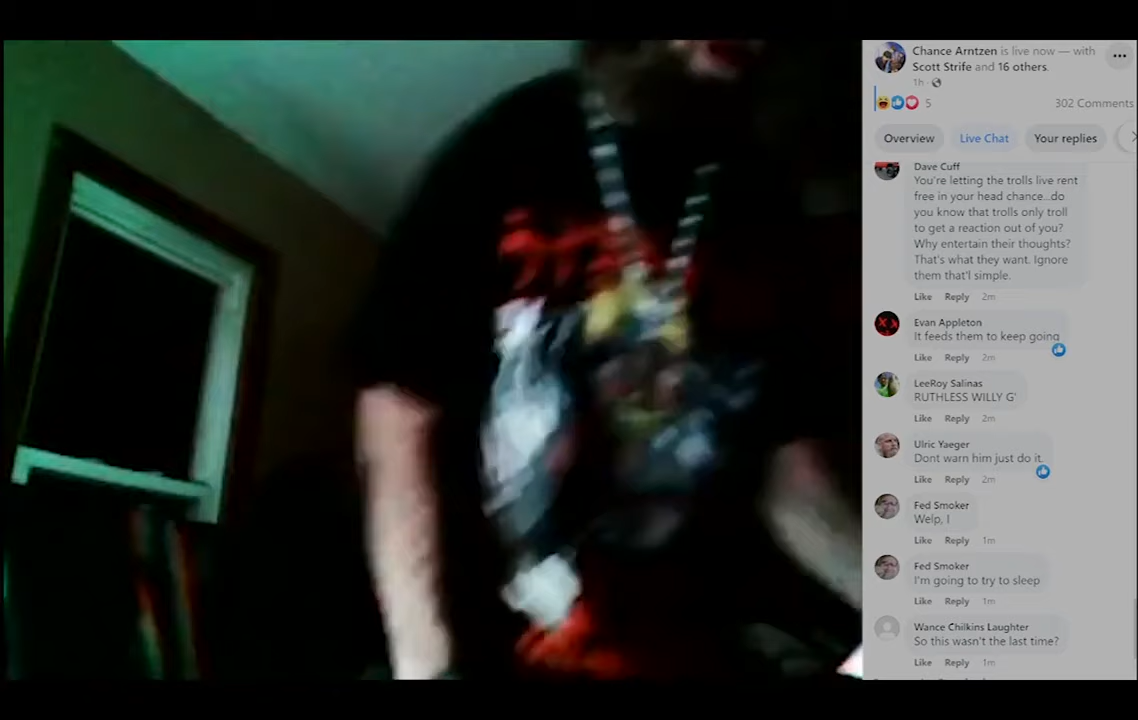 Chance Arntzen is live now — with
Scott Strife and 16 others.
1h ·
5
302 Comments
Overview
Live Chat
Your replies
Dave Cuff
You're letting the trolls live rent
free in your head chance...do
you know that trolls only troll
to get a reaction out of you?
Why entertain their thoughts?
That's what they want. Ignore
them that'l simple.
Like Reply 2m
Evan Appleton
It feeds them to keep going
Like Reply 2m
LeeRoy Salinas
RUTHLESS WILLY G'
Like Reply 2m
Ulric Yaeger
Dont warn him just do it.
Like Reply 2m
Fed Smoker
Welp, I
Like Reply 1m
Fed Smoker
I'm going to try to sleep
Like Reply 1m
Wance Chilkins Laughter
So this wasn't the last time?
Like Reply 1m